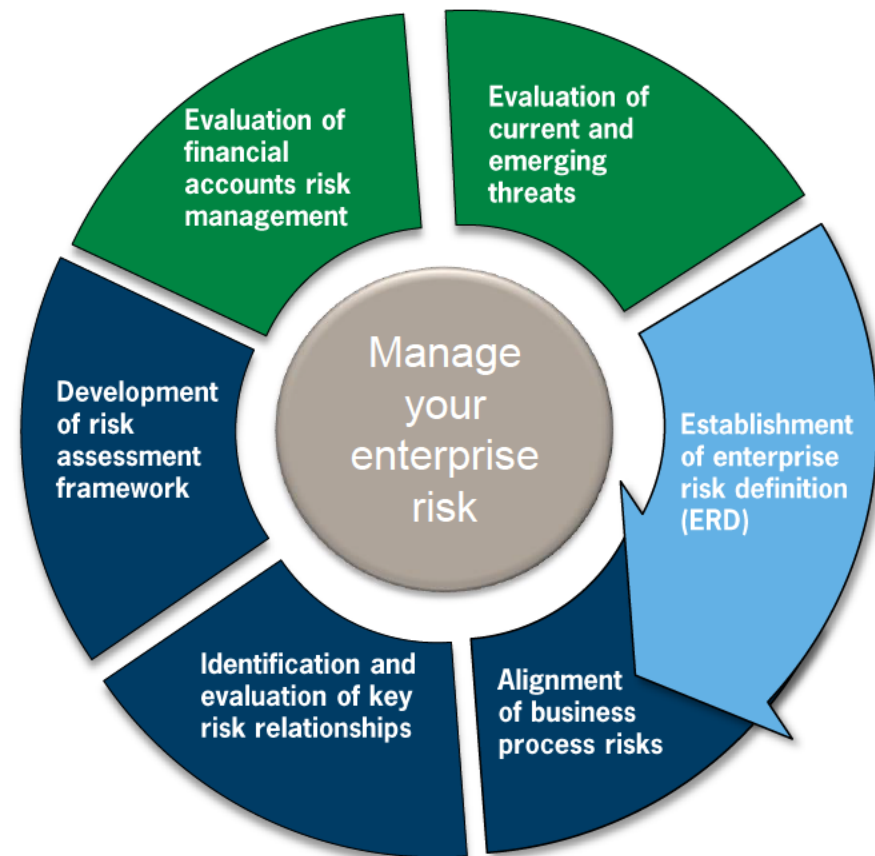 Evaluation of
financial
accounts risk
management
Evaluation of
current and
emerging
threats
Manage
your
enterprise
risk
Development
of risk
assessment
framework
Establishment
of enterprise
risk definition
(ERD)
Identification and
evaluation of key
risk relationships
Alignment
of business
process risks